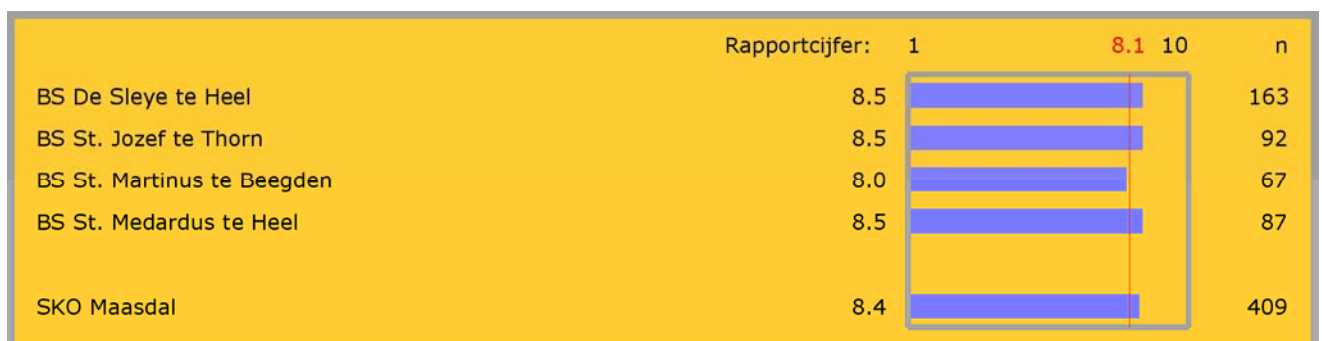 Rapportcijfer: 1 8.1 10 n
BS De Sleye te Heel 8.5 163
BS St. Jozef te Thorn 8.5 92
BS St. Martinus te Beegden 8.0 67
BS St. Medardus te Heel 8.5 87
SKO Maasdal 8.4 409